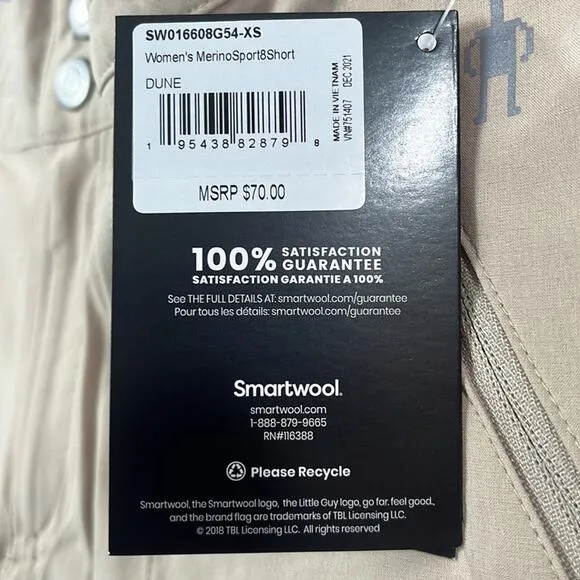 SW016608G54-XS
Women's MerinoSport8Short
DUNE
1 95438 82879 8
MADE IN VIETNAM
VN#751407 DEC 2021
MSRP $70.00
100% SATISFACTION GUARANTEE
SATISFACTION GARANTIE A 100%
See THE FULL DETAILS AT: smartwool.com/guarantee
Pour tous les détails: smartwool.com/guarantee
Smartwool.
smartwool.com
1-888-879-9665
RN#116388
Please Recycle
Smartwool, the Smartwool logo, the Little Guy logo, go far. feel good.,
and the brand flag are trademarks of TBL Licensing LLC.
© 2018 TBL Licensing LLC. All rights reserved